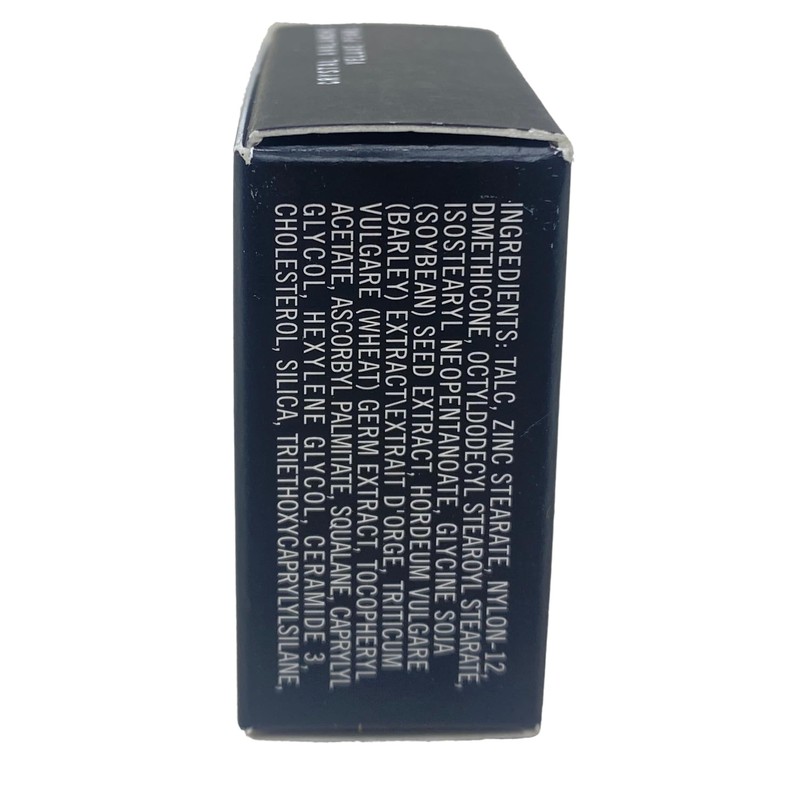 CRYSTAL AVALANCHE
INGREDIENTS: TALC, ZINC STEARATE, NYLON-12,
DIMETHICONE, OCTYLDODECYL STEAROYL STEARATE,
ISOSTEARYL NEOPENTANOATE, GLYCINE SOJA
(SOYBEAN) SEED EXTRACT, HORDEUM VULGARE
(BARLEY) EXTRACT\EXTRAIT D'ORGE, TRITICUM
VULGARE (WHEAT) GERM EXTRACT, TOCOPHERYL
ACETATE, ASCORBYL PALMITATE, SQUALANE, CAPRYLYL
GLYCOL, HEXYLENE GLYCOL, CERAMIDE 3,
CHOLESTEROL, SILICA, TRIETHOXYCAPRYLYLSILANE,